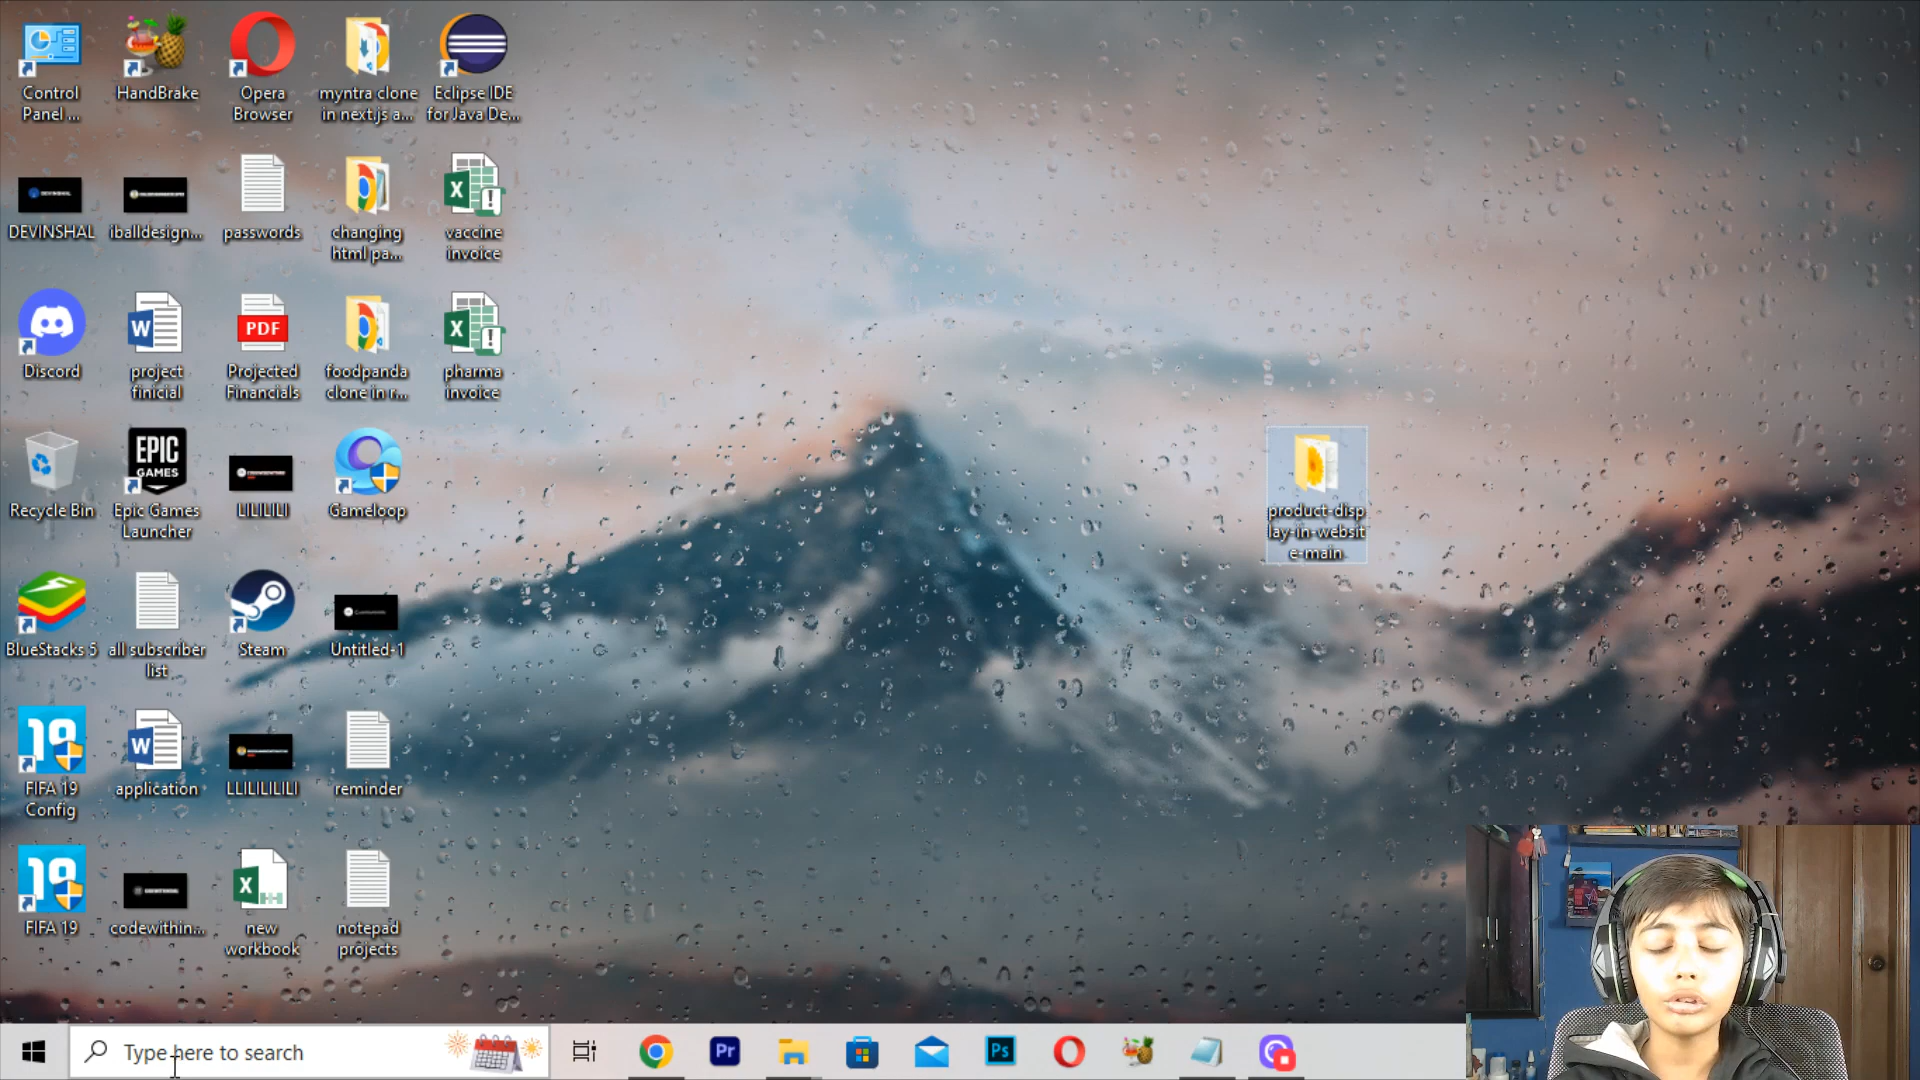 Control
Panel ...
HandBrake
Opera
Browser
myntra clone
in next.js a...
Eclipse IDE
for Java De...
DEVINSHAL
DEVINSHAL
iballdesign...
passwords
changing
html pa...
vaccine
invoice
Discord
project
finicial
PDF
Projected
Financials
foodpanda
clone in r...
pharma
invoice
Recycle Bin
EPIC
GAMES
Epic Games
Launcher
LILILILI
Gameloop
product-disp
lay-in-websit
e-main
BlueStacks 5
all subscriber
list
Steam
Untitled-1
19
FIFA 19
Config
W
application
LLILILILILI
reminder
19
FIFA 19
codewithin...
X
new
workbook
notepad
projects
Type here to search
Pr
Ps